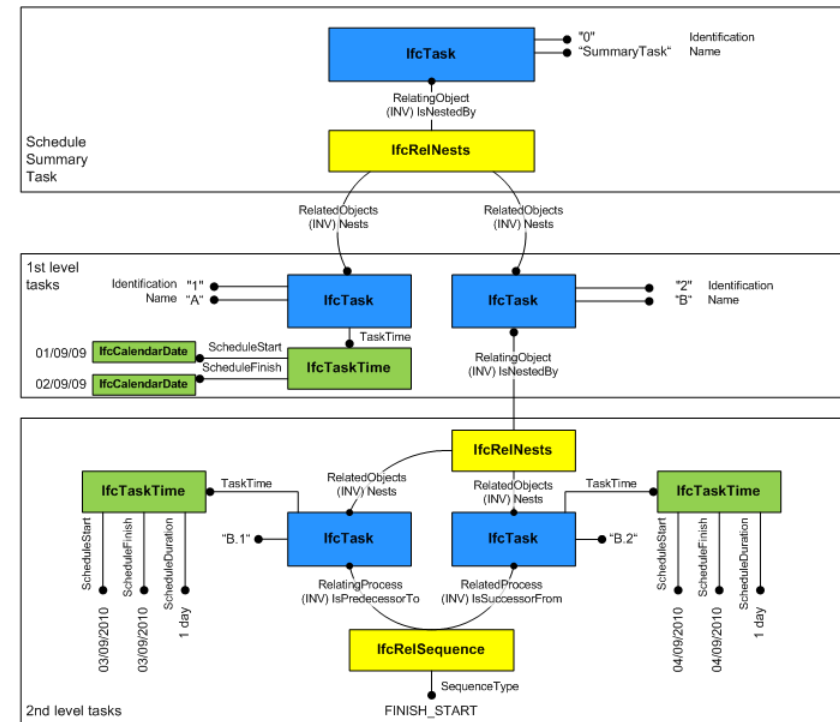 IfcTask
"0" Identification
"SummaryTask" Name
RelatingObject
(INV) IsNestedBy
IfcRelNests
Schedule
Summary
Task
RelatedObjects
(INV) Nests
RelatedObjects
(INV) Nests
1st level
tasks
Identification "1"
Name "A"
IfcTask
IfcTask
"2" Identification
"B" Name
TaskTime
01/09/09 IfcCalendarDate ScheduleStart
02/09/09 IfcCalendarDate ScheduleFinish
IfcTaskTime
RelatingObject
(INV) IsNestedBy
IfcRelNests
IfcTaskTime
TaskTime
RelatedObjects
(INV) Nests
RelatedObjects
(INV) Nests
TaskTime
IfcTaskTime
"B.1"
IfcTask
IfcTask
"B.2"
ScheduleStart
ScheduleFinish
ScheduleDuration
03/09/2010
03/09/2010
1 day
RelatingProcess
(INV) IsPredecessorTo
RelatedProcess
(INV) IsSuccessorFrom
ScheduleStart
ScheduleFinish
ScheduleDuration
04/09/2010
04/09/2010
1 day
IfcRelSequence
SequenceType
FINISH_START
2nd level tasks